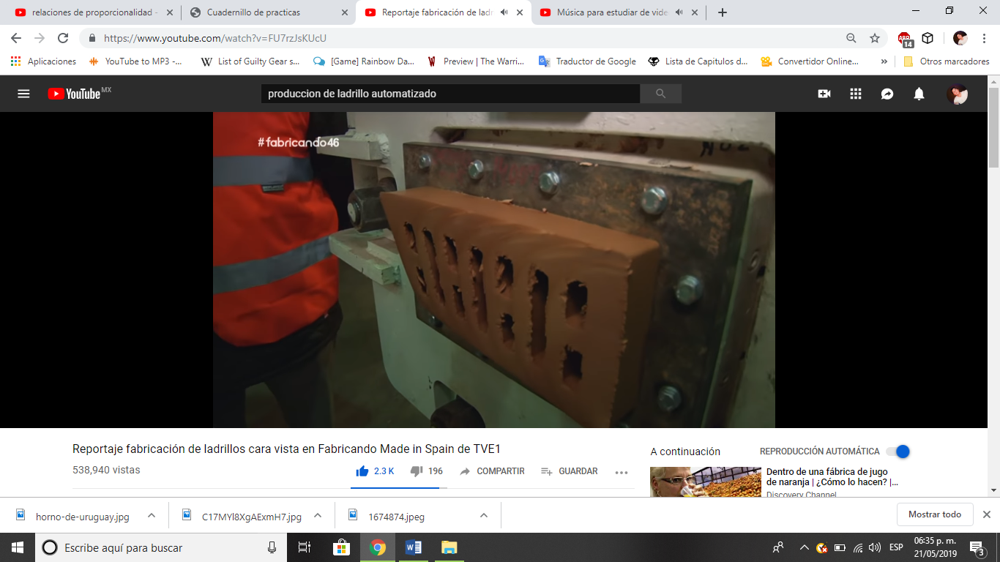 relaciones de proporcionalidad -
Cuadernillo de practicas
Reportaje fabricación de ladr
Música para estudiar de vide
https://www.youtube.com/watch?v=FU7rzJsKUcU
14
Aplicaciones
YouTube to MP3 -...
List of Guilty Gear s...
[Game] Rainbow Da...
Preview | The Warri...
Traductor de Google
Lista de Capitulos d...
Convertidor Online...
»
Otros marcadores
YouTube MX
produccion de ladrillo automatizado
#fabricando46
Reportaje fabricación de ladrillos cara vista en Fabricando Made in Spain de TVE1
538,940 vistas
2.3 K
196
COMPARTIR
GUARDAR
A continuación
REPRODUCCIÓN AUTOMÁTICA
Dentro de una fábrica de jugo
de naranja | ¿Cómo lo hacen? |...
Discovery Channel
horno-de-uruguay.jpg
C17MYl8XgAExmH7.jpg
1674874.jpeg
Mostrar todo
Escribe aquí para buscar
ESP
06:35 p. m.
21/05/2019
3